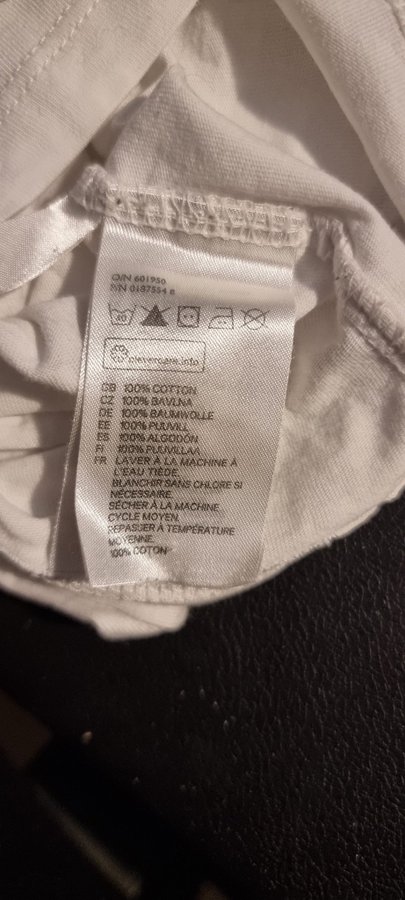 O/N 601950
P/N 0187554 8
clevercare.info
GB 100% COTTON
CZ 100% BAVLNA
DE 100% BAUMWOLLE
EE 100% PUUVILL
ES 100% ALGODÓN
FI 100% PUUVILLAA
FR LAVER À LA MACHINE À
L'EAU TIÈDE.
BLANCHIR SANS CHLORE SI
NÉCESSAIRE.
SÉCHER À LA MACHINE.
CYCLE MOYEN.
REPASSER À TEMPÉRATURE
MOYENNE.
100% COTON